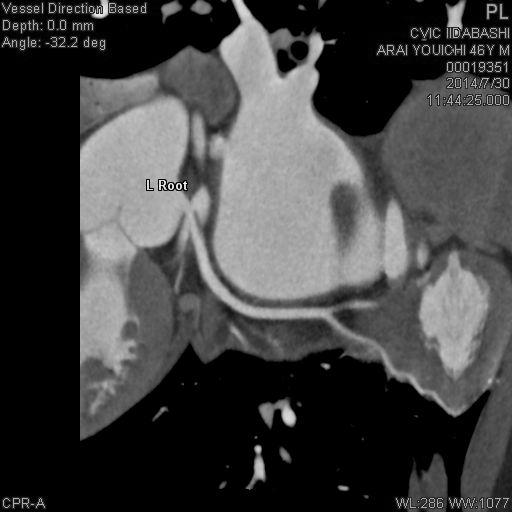 Vessel Direction Based
Depth: 0.0 mm
Angle: -32.2 deg
PL
CVIC IIDABASHI
ARAI YOUICHI 46Y M
00019351
2014/7/30
11:44:25.000
L Root
CPR-A
WL:286 WW:1077